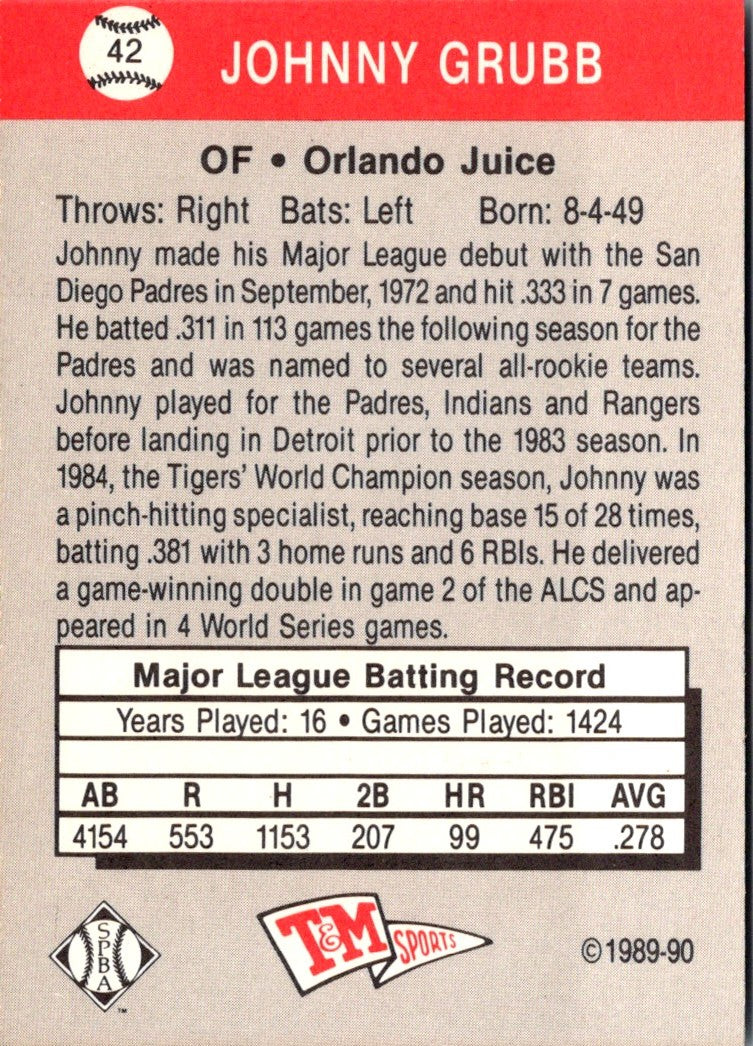 42
JOHNNY GRUBB
OF • Orlando Juice
Throws: Right Bats: Left Born: 8-4-49
Johnny made his Major League debut with the San
Diego Padres in September, 1972 and hit .333 in 7 games.
He batted .311 in 113 games the following season for the
Padres and was named to several all-rookie teams.
Johnny played for the Padres, Indians and Rangers
before landing in Detroit prior to the 1983 season. In
1984, the Tigers' World Champion season, Johnny was
a pinch-hitting specialist, reaching base 15 of 28 times,
batting .381 with 3 home runs and 6 RBIs. He delivered
a game-winning double in game 2 of the ALCS and ap-
peared in 4 World Series games.
Major League Batting Record
Years Played: 16 • Games Played: 1424
AB R H 2B HR RBI AVG
4154 553 1153 207 99 475 .278
SPBA
TM
T&M
SPORTS
©1989-90